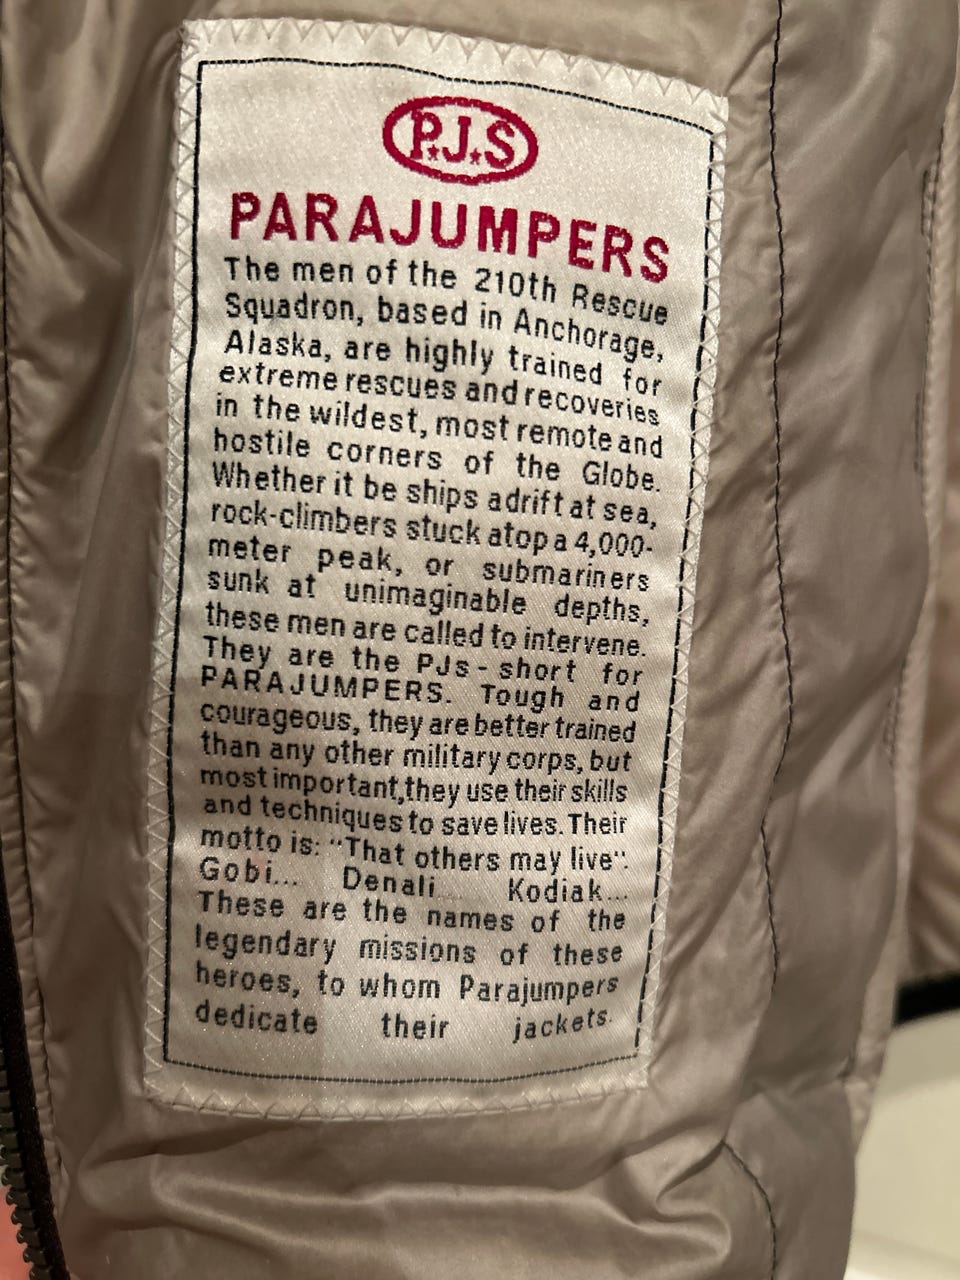 P.J.S
PARAJUMPERS
The men of the 210th Rescue
Squadron, based in Anchorage,
Alaska, are highly trained for
extreme rescues and recoveries
in the wildest, most remote and
hostile corners of the Globe.
Whether it be ships adrift at sea,
rock-climbers stuck atop a 4,000-
meter peak, or submariners
sunk at unimaginable depths,
these men are called to intervene.
They are the PJs - short for
PARAJUMPERS. Tough and
courageous, they are better trained
than any other military corps, but
most important,they use their skills
and techniques to save lives. Their
motto is: "That others may live".
Gobi... Denali... Kodiak...
These are the names of the
legendary missions of these
heroes, to whom Parajumpers
dedicate their jackets.